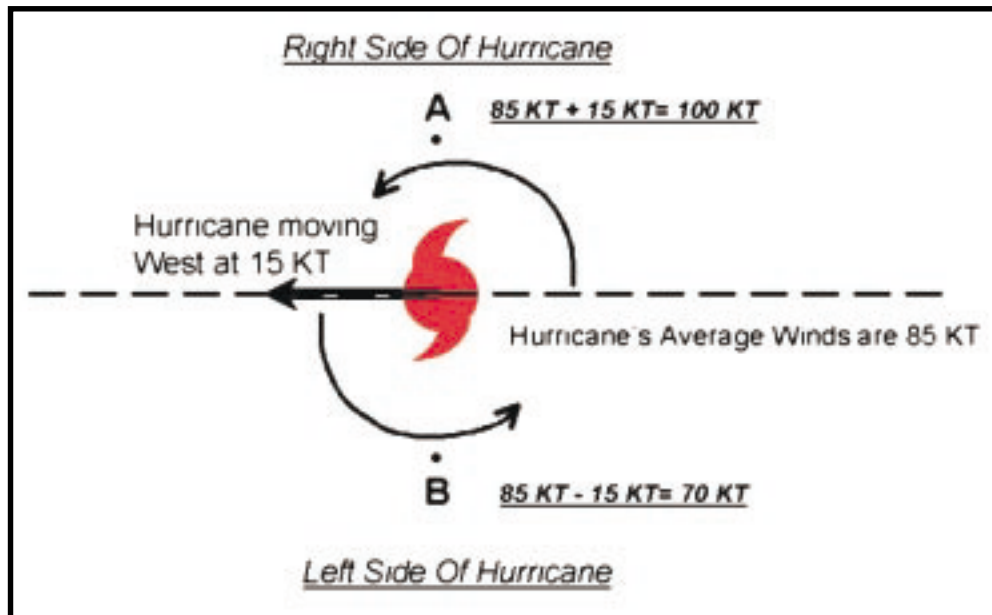 Right Side Of Hurricane
A
85 KT + 15 KT= 100 KT
Hurricane moving
West at 15 KT
Hurricane's Average Winds are 85 KT
B
85 KT - 15 KT= 70 KT
Left Side Of Hurricane